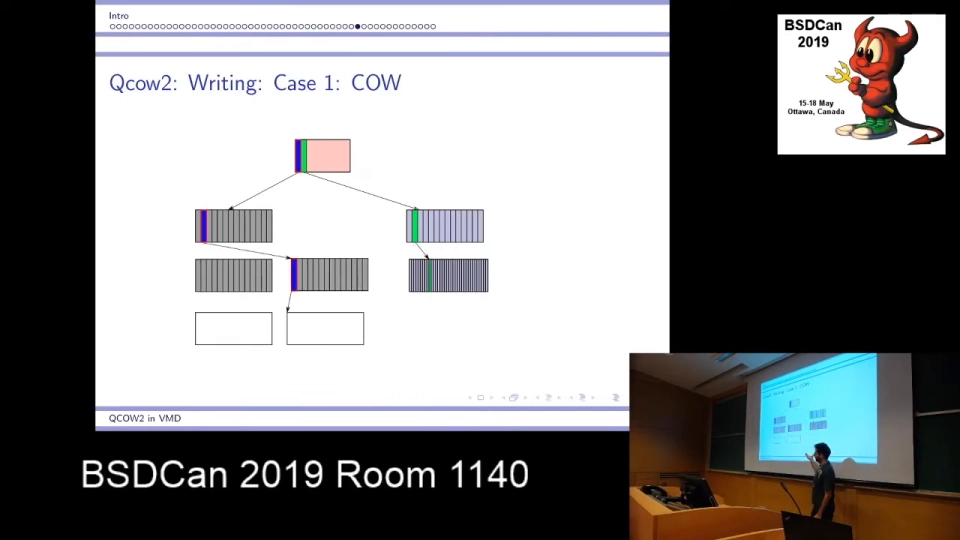 Intro
Qcow2: Writing: Case 1: COW
QCOW2 in VMD
BSDCan
2019
15-18 May
Ottawa, Canada
BSDCan 2019 Room 1140